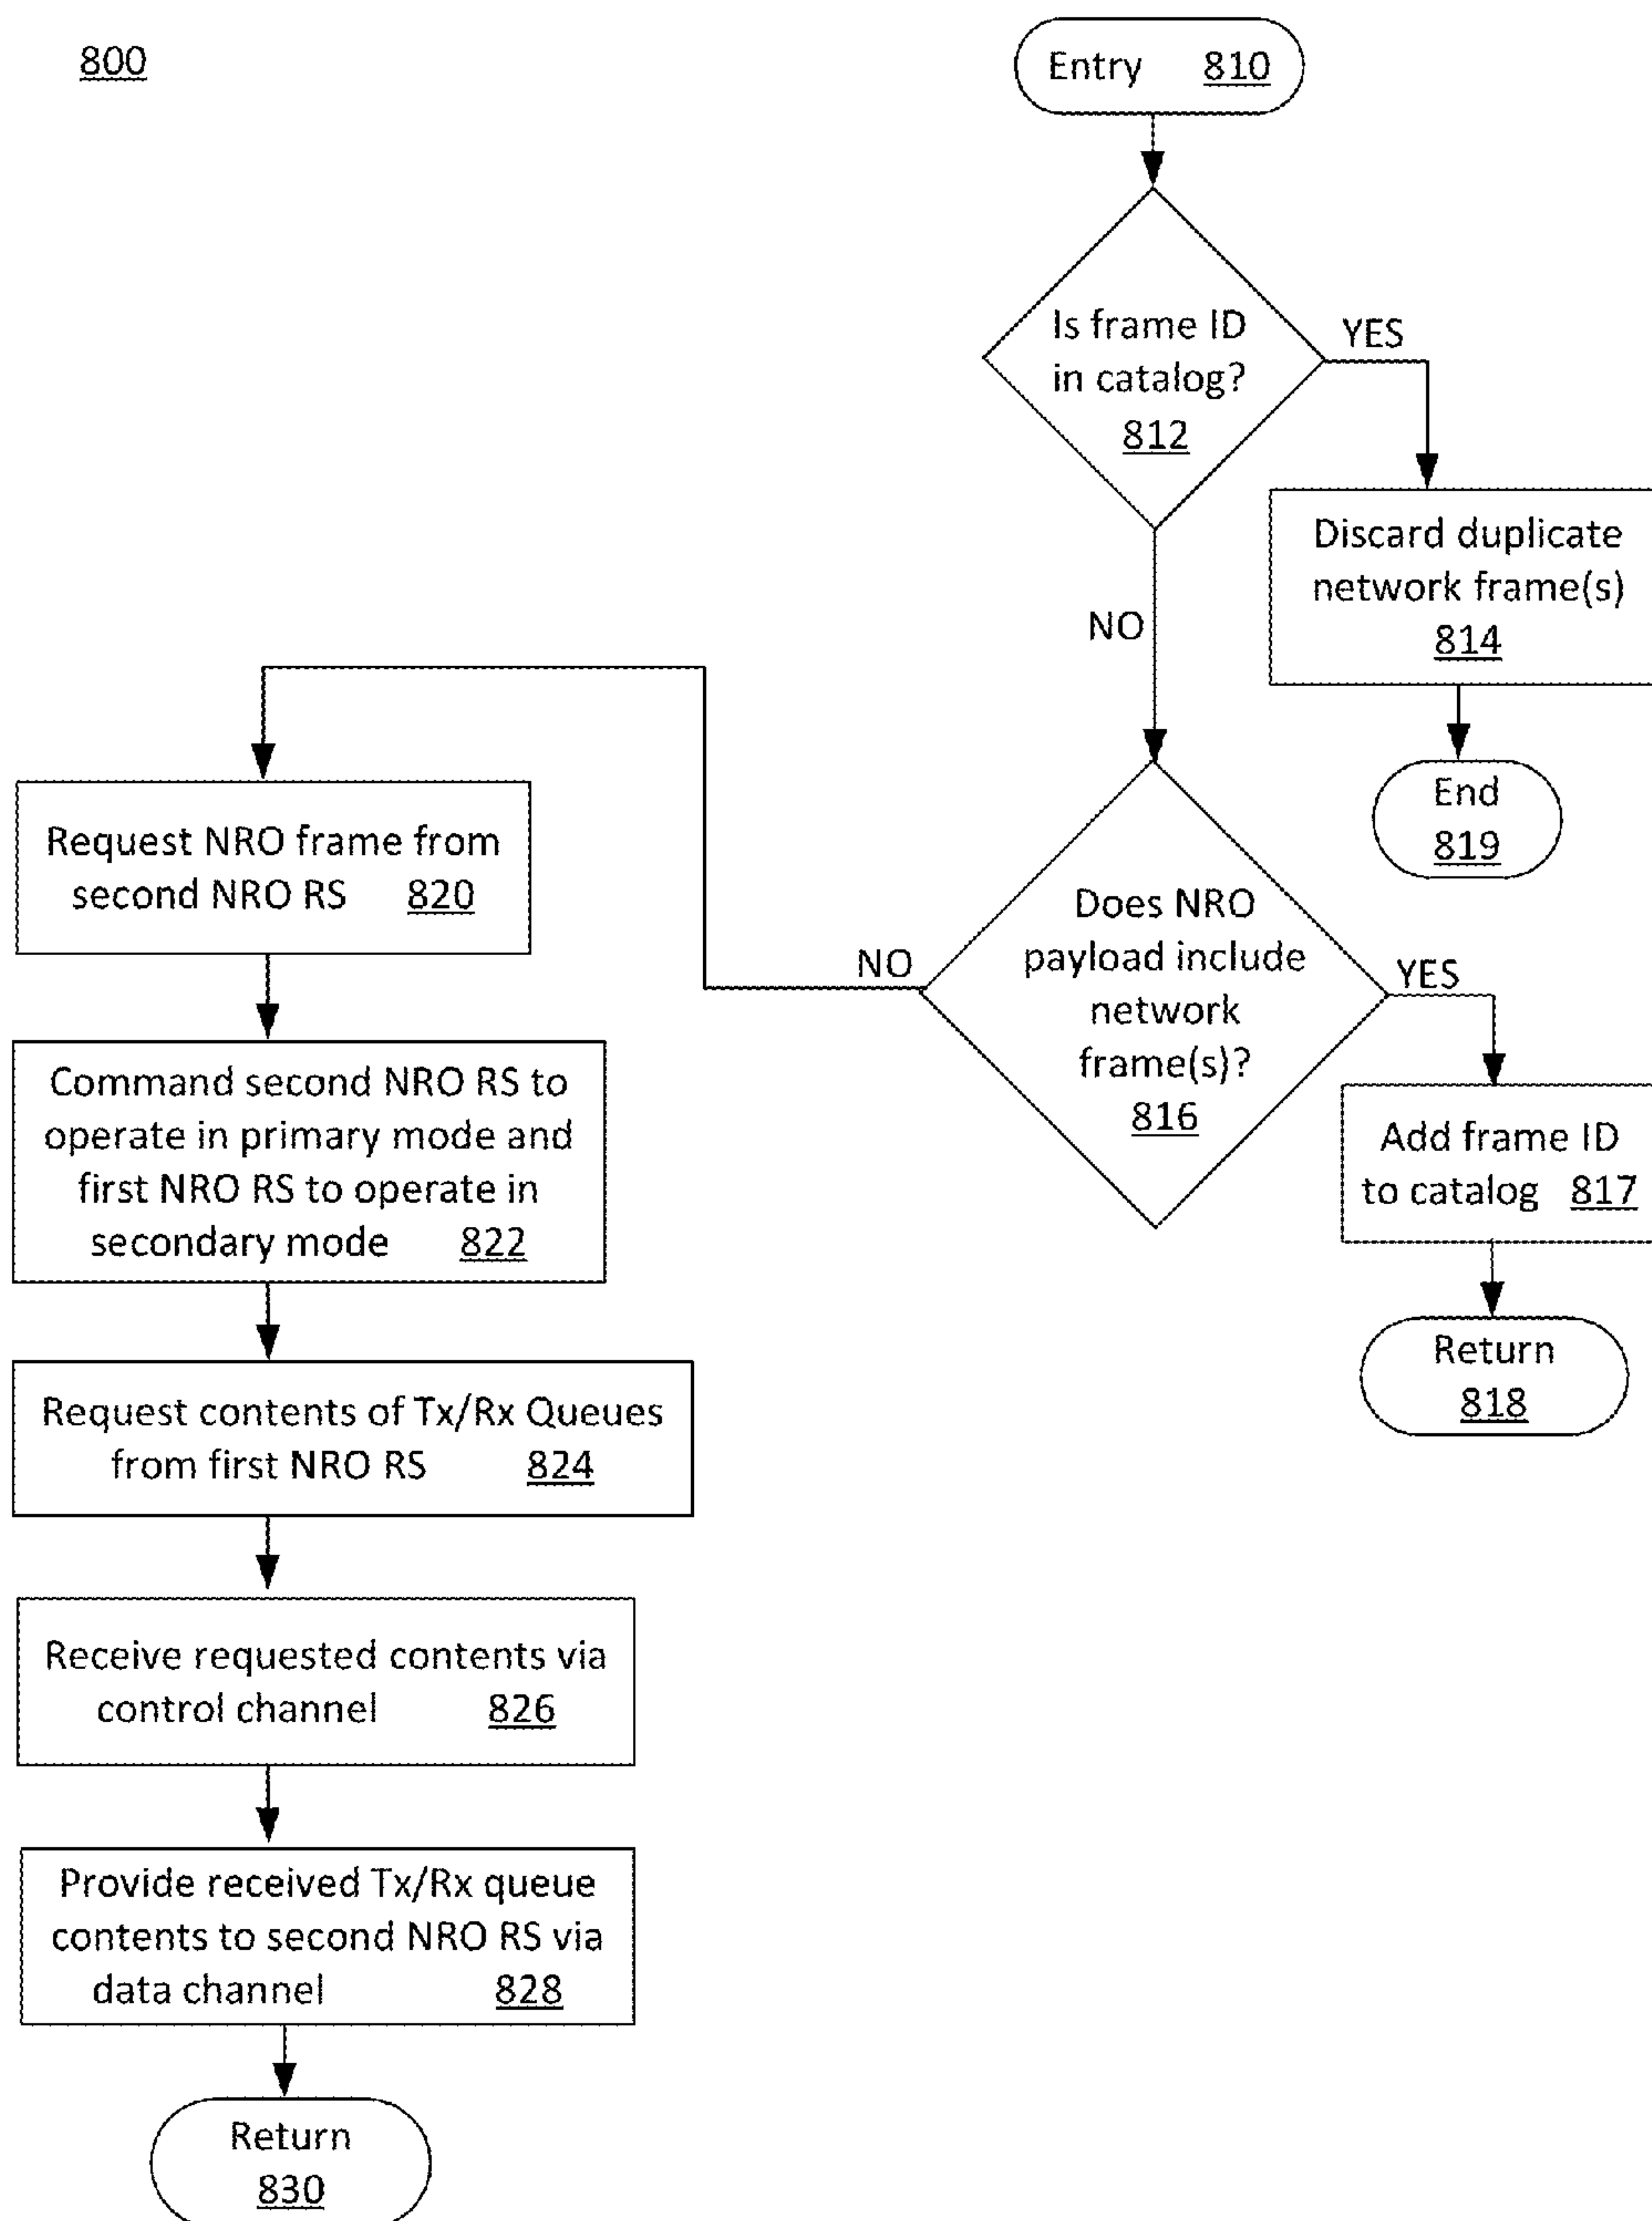 800
Entry 810
Is frame ID
in catalog?
812
YES
Discard duplicate
network frame(s)
814
End
819
NO
Does NRO
payload include
network
frame(s)?
816
YES
Add frame ID
to catalog 817
Return
818
NO
Request NRO frame from
second NRO RS 820
Command second NRO RS to
operate in primary mode and
first NRO RS to operate in
secondary mode 822
Request contents of Tx/Rx Queues
from first NRO RS 824
Receive requested contents via
control channel 826
Provide received Tx/Rx queue
contents to second NRO RS via
data channel 828
Return
830